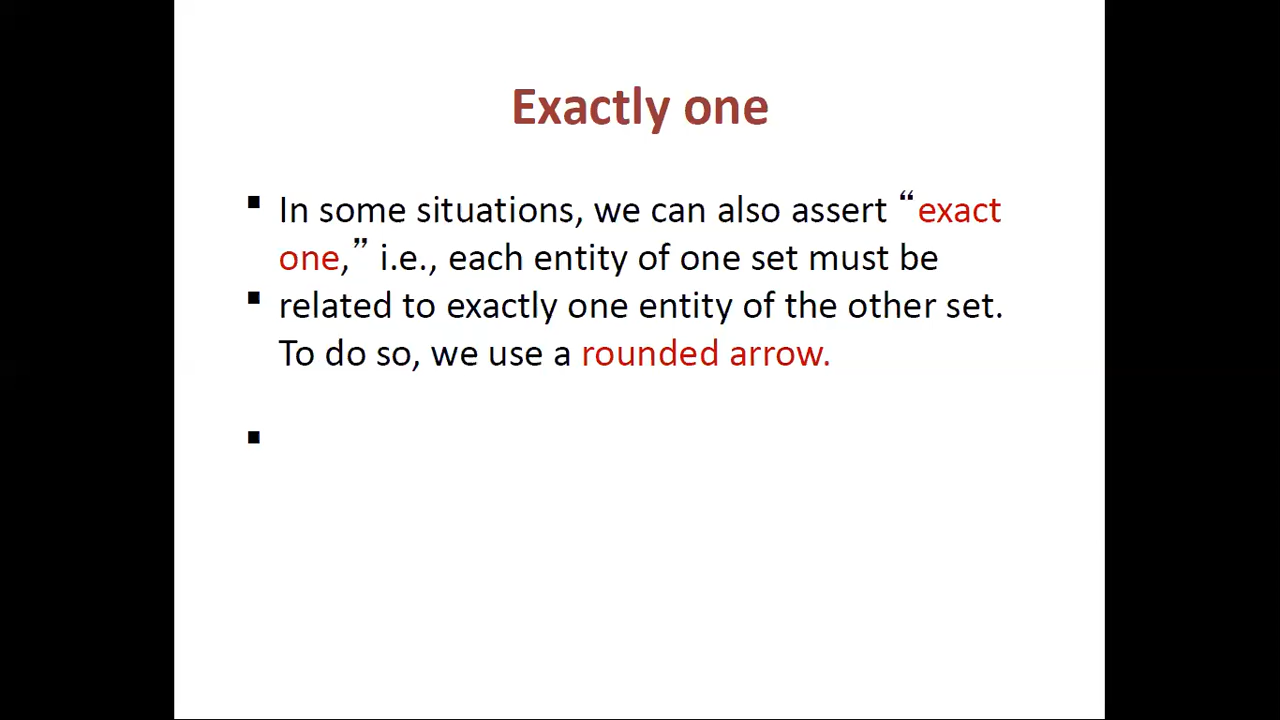 Exactly one
▪ In some situations, we can also assert “exact
one,” i.e., each entity of one set must be
▪ related to exactly one entity of the other set.
To do so, we use a rounded arrow.
▪